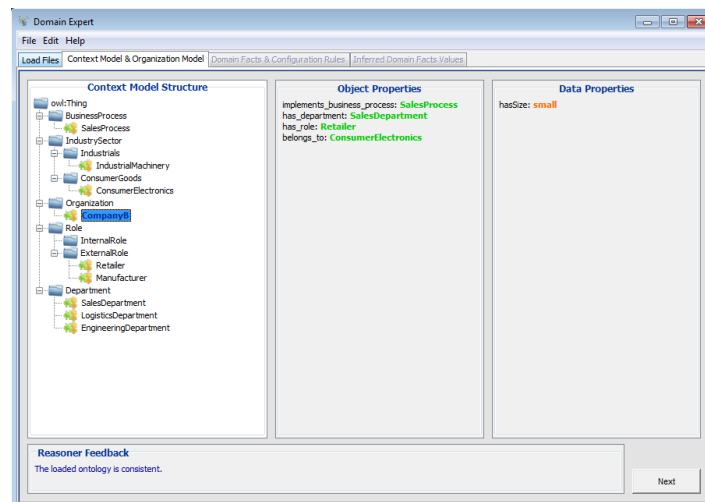 Domain Expert
File Edit Help
Load Files Context Model & Organization Model Domain Facts & Configuration Rules Inferred Domain Facts Values
Context Model Structure
owl:Thing
BusinessProcess
SalesProcess
IndustrySector
Industrials
IndustrialMachinery
ConsumerGoods
ConsumerElectronics
Organization
CompanyB
Role
InternalRole
ExternalRole
Retailer
Manufacturer
Department
SalesDepartment
LogisticsDepartment
EngineeringDepartment
Object Properties
implements_business_process: SalesProcess
has_department: SalesDepartment
has_role: Retailer
belongs_to: ConsumerElectronics
Data Properties
hasSize: small
Reasoner Feedback
The loaded ontology is consistent.
Next